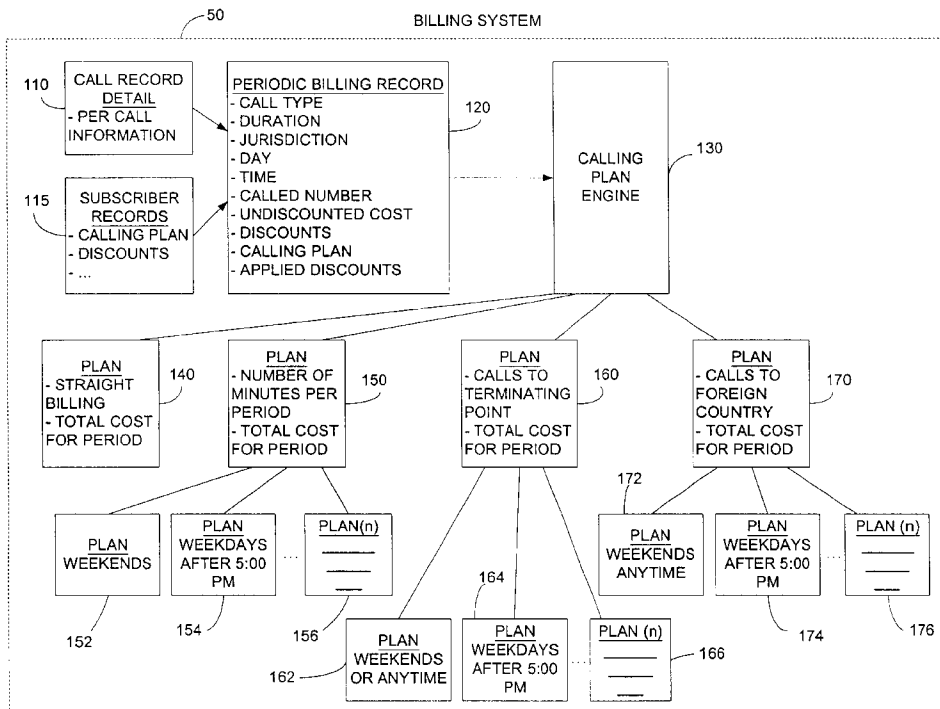 BILLING SYSTEM
50
110
CALL RECORD
DETAIL
- PER CALL
INFORMATION
115
SUBSCRIBER
RECORDS
- CALLING PLAN
- DISCOUNTS
- ...
PERIODIC BILLING RECORD
- CALL TYPE
- DURATION
- JURISDICTION
- DAY
- TIME
- CALLED NUMBER
- UNDISCOUNTED COST
- DISCOUNTS
- CALLING PLAN
- APPLIED DISCOUNTS
120
CALLING
PLAN
ENGINE
130
PLAN
- STRAIGHT
BILLING
- TOTAL COST
FOR PERIOD
140
PLAN
- NUMBER OF
MINUTES PER
PERIOD
- TOTAL COST
FOR PERIOD
150
PLAN
- CALLS TO
TERMINATING
POINT
- TOTAL COST
FOR PERIOD
160
PLAN
- CALLS TO
FOREIGN
COUNTRY
- TOTAL COST
FOR PERIOD
170
PLAN
WEEKENDS
152
PLAN
WEEKDAYS
AFTER 5:00
PM
154
...
PLAN(n)
156
PLAN
WEEKENDS
OR ANYTIME
162
164
PLAN
WEEKDAYS
AFTER 5:00
PM
...
PLAN (n)
166
172
PLAN
WEEKENDS
ANYTIME
PLAN
WEEKDAYS
AFTER 5:00
PM
174
...
PLAN (n)
176